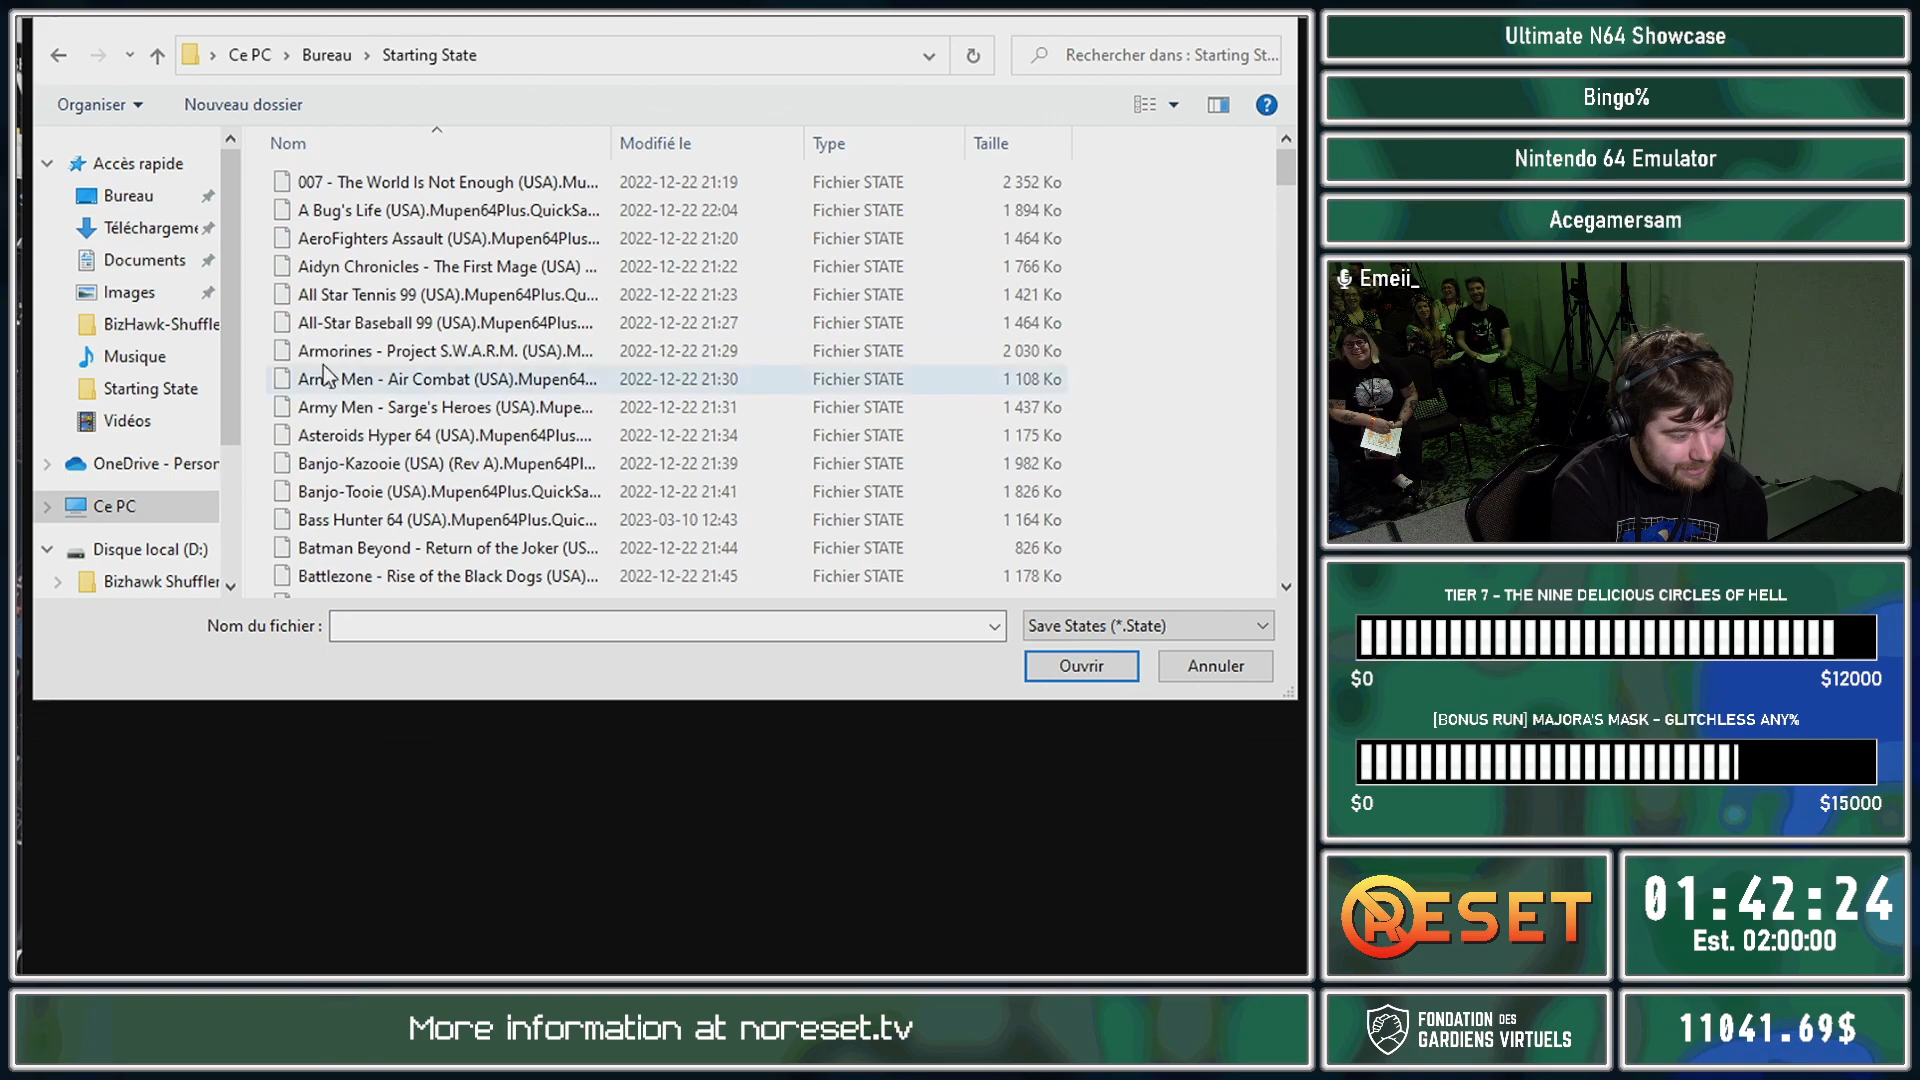 Ce PC > Bureau > Starting State
Rechercher dans : Starting St...
Organiser
Nouveau dossier
Nom
Modifié le
Type
Taille
Accès rapide
Bureau
Téléchargeme
Documents
Images
BizHawk-Shuffle
Musique
Starting State
Vidéos
OneDrive - Person
Ce PC
Disque local (D:)
Bizhawk Shuffler
007 - The World Is Not Enough (USA).Mu... 2022-12-22 21:19 Fichier STATE 2 352 Ko
A Bug's Life (USA).Mupen64Plus.QuickSa... 2022-12-22 22:04 Fichier STATE 1 894 Ko
AeroFighters Assault (USA).Mupen64Plus... 2022-12-22 21:20 Fichier STATE 1 464 Ko
Aidyn Chronicles - The First Mage (USA) ... 2022-12-22 21:22 Fichier STATE 1 766 Ko
All Star Tennis 99 (USA).Mupen64Plus.Qu... 2022-12-22 21:23 Fichier STATE 1 421 Ko
All-Star Baseball 99 (USA).Mupen64Plus.... 2022-12-22 21:27 Fichier STATE 1 464 Ko
Armorines - Project S.W.A.R.M. (USA).M... 2022-12-22 21:29 Fichier STATE 2 030 Ko
Army Men - Air Combat (USA).Mupen64... 2022-12-22 21:30 Fichier STATE 1 108 Ko
Army Men - Sarge's Heroes (USA).Mupe... 2022-12-22 21:31 Fichier STATE 1 437 Ko
Asteroids Hyper 64 (USA).Mupen64Plus.... 2022-12-22 21:34 Fichier STATE 1 175 Ko
Banjo-Kazooie (USA) (Rev A).Mupen64Pl... 2022-12-22 21:39 Fichier STATE 1 982 Ko
Banjo-Tooie (USA).Mupen64Plus.QuickSa... 2022-12-22 21:41 Fichier STATE 1 826 Ko
Bass Hunter 64 (USA).Mupen64Plus.Quic... 2023-03-10 12:43 Fichier STATE 1 164 Ko
Batman Beyond - Return of the Joker (US... 2022-12-22 21:44 Fichier STATE 826 Ko
Battlezone - Rise of the Black Dogs (USA)... 2022-12-22 21:45 Fichier STATE 1 178 Ko
Nom du fichier :
Save States (*.State)
Ouvrir
Annuler
Ultimate N64 Showcase
Bingo%
Nintendo 64 Emulator
Acegamersam
Emeii_
TIER 7 - THE NINE DELICIOUS CIRCLES OF HELL
$0 $12000
[BONUS RUN] MAJORA'S MASK - GLITCHLESS ANY%
$0 $15000
RESET
01:42:24
Est. 02:00:00
More information at noreset.tv
FONDATION DES
GARDIENS VIRTUELS
11041.69$